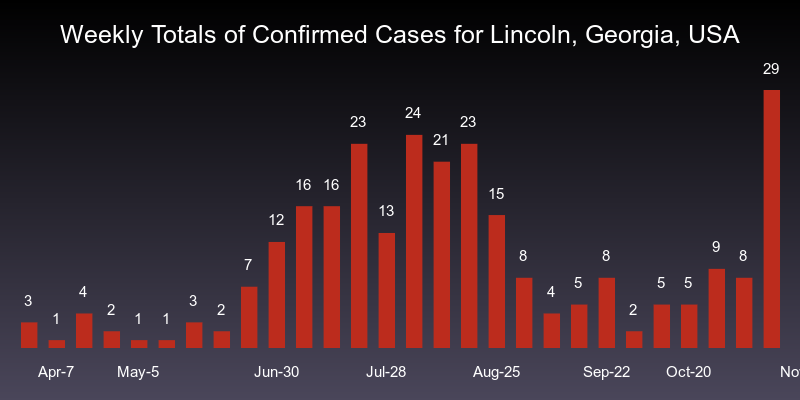 Weekly Totals of Confirmed Cases for Lincoln, Georgia, USA
29
24
23 23
21
16 16
15
13
12
9
8 8 8
7
5 5 5
4 4
3 3
2 2 2
1 1 1
Apr-7 May-5 Jun-30 Jul-28 Aug-25 Sep-22 Oct-20 Nov